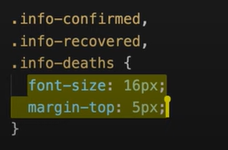 .info-confirmed,
.info-recovered,
.info-deaths {
font-size: 16px;
margin-top: 5px;
}